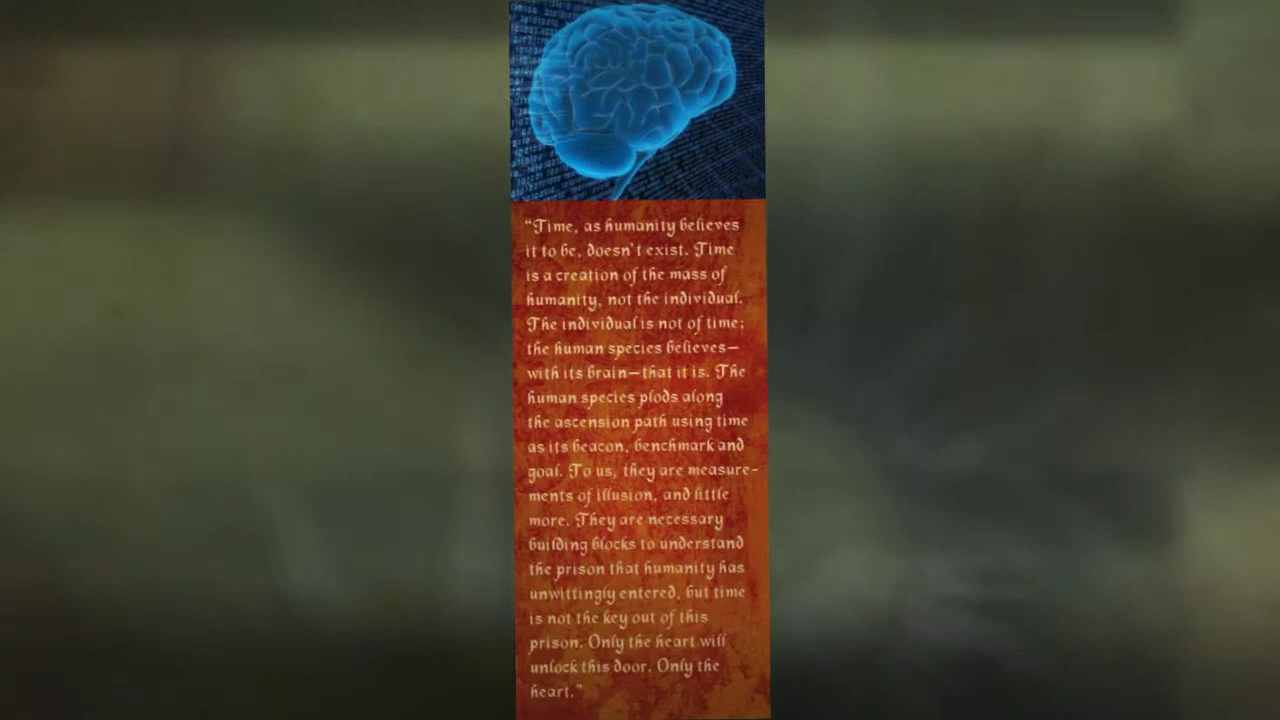 “Time, as humanity believes
it to be, doesn't exist. Time
is a creation of the mass of
humanity, not the individual.
The individual is not of time;
the human species believes—
with its brain—that it is. The
human species plods along
the ascension path using time
as its beacon, benchmark and
goal. To us, they are measure-
ments of illusion, and little
more. They are necessary
building blocks to understand
the prison that humanity has
unwittingly entered, but time
is not the key out of this
prison. Only the heart will
unlock this door. Only the
heart.”